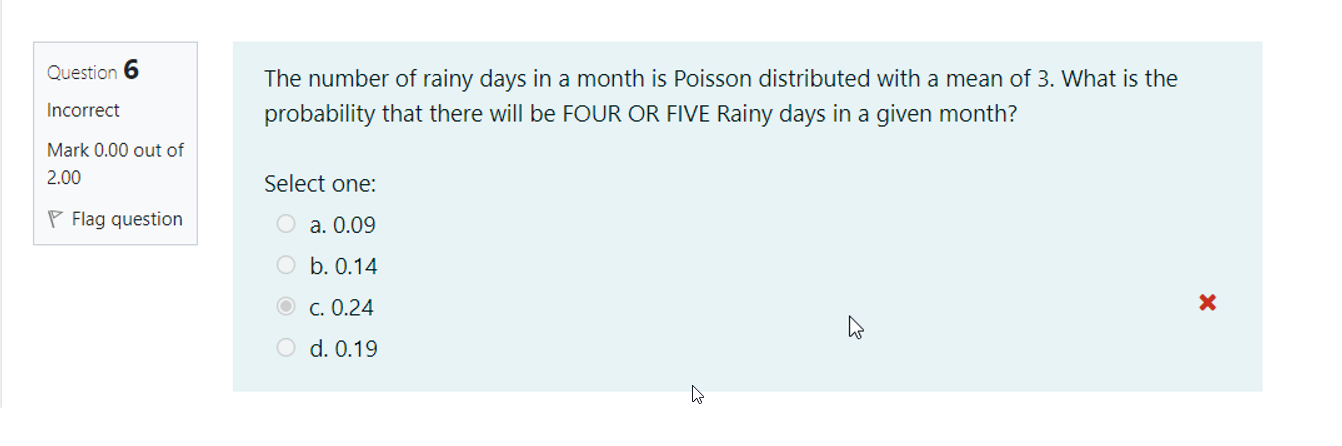 Question 6
Incorrect
Mark 0.00 out of
2.00
Flag question
The number of rainy days in a month is Poisson distributed with a mean of 3. What is the
probability that there will be FOUR OR FIVE Rainy days in a given month?
Select one:
a. 0.09
b. 0.14
c. 0.24
d. 0.19